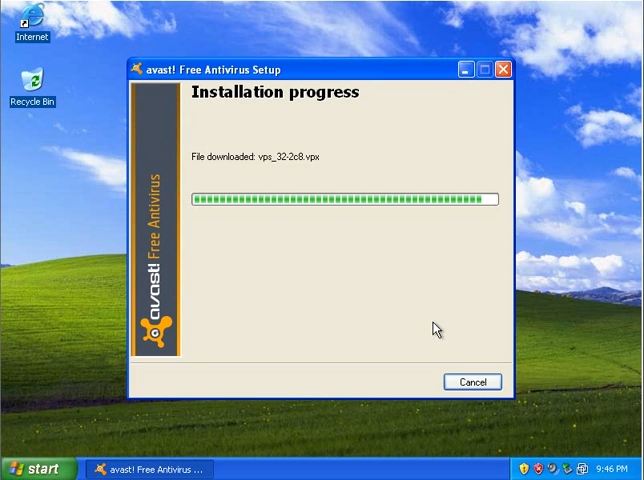 Internet
Recycle Bin
avast! Free Antivirus Setup
Installation progress
File downloaded: vps_32-2c8.vpx
avast! Free Antivirus
Cancel
start
avast! Free Antivirus ...
9:46 PM